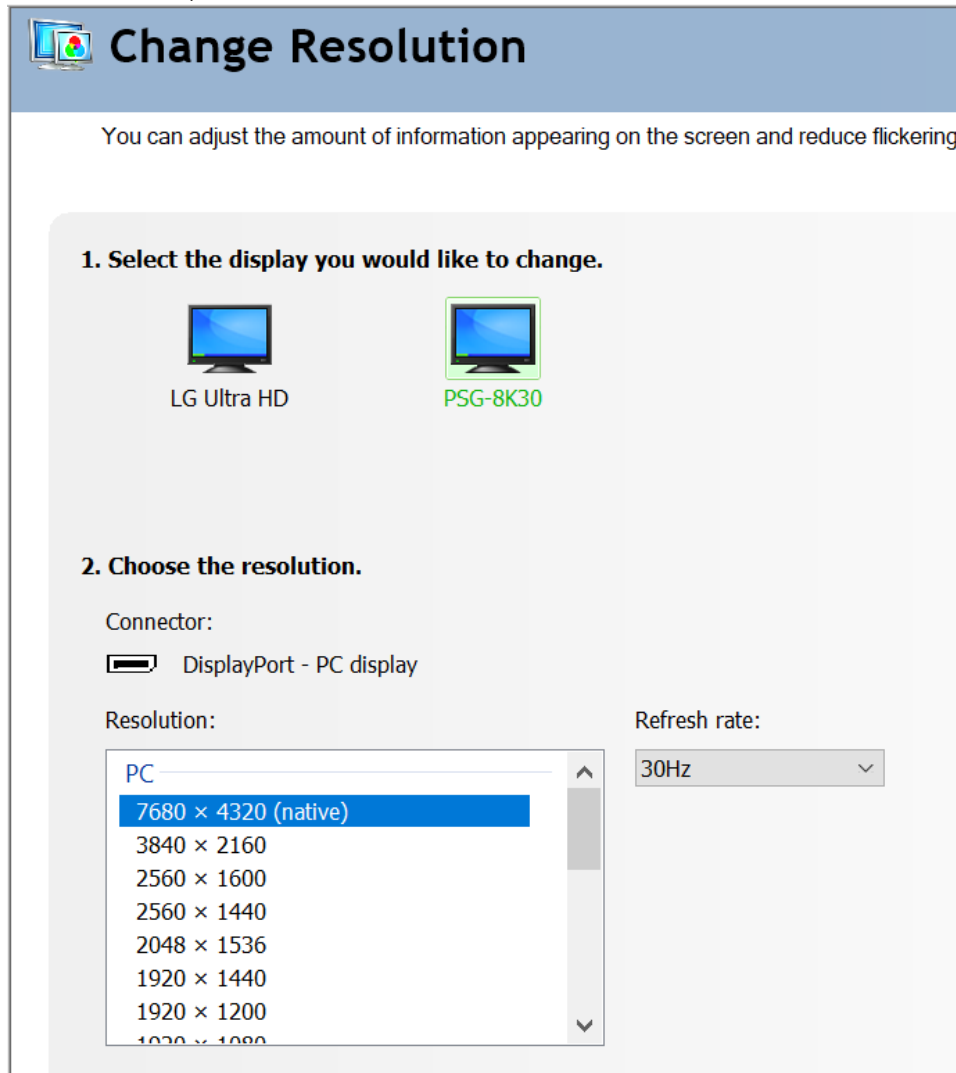 Change Resolution
You can adjust the amount of information appearing on the screen and reduce flickering
1. Select the display you would like to change.
LG Ultra HD
PSG-8K30
2. Choose the resolution.
Connector:
DisplayPort - PC display
Resolution:
Refresh rate:
PC
30Hz
7680 × 4320 (native)
3840 × 2160
2560 × 1600
2560 × 1440
2048 × 1536
1920 × 1440
1920 × 1200
1920 × 1080